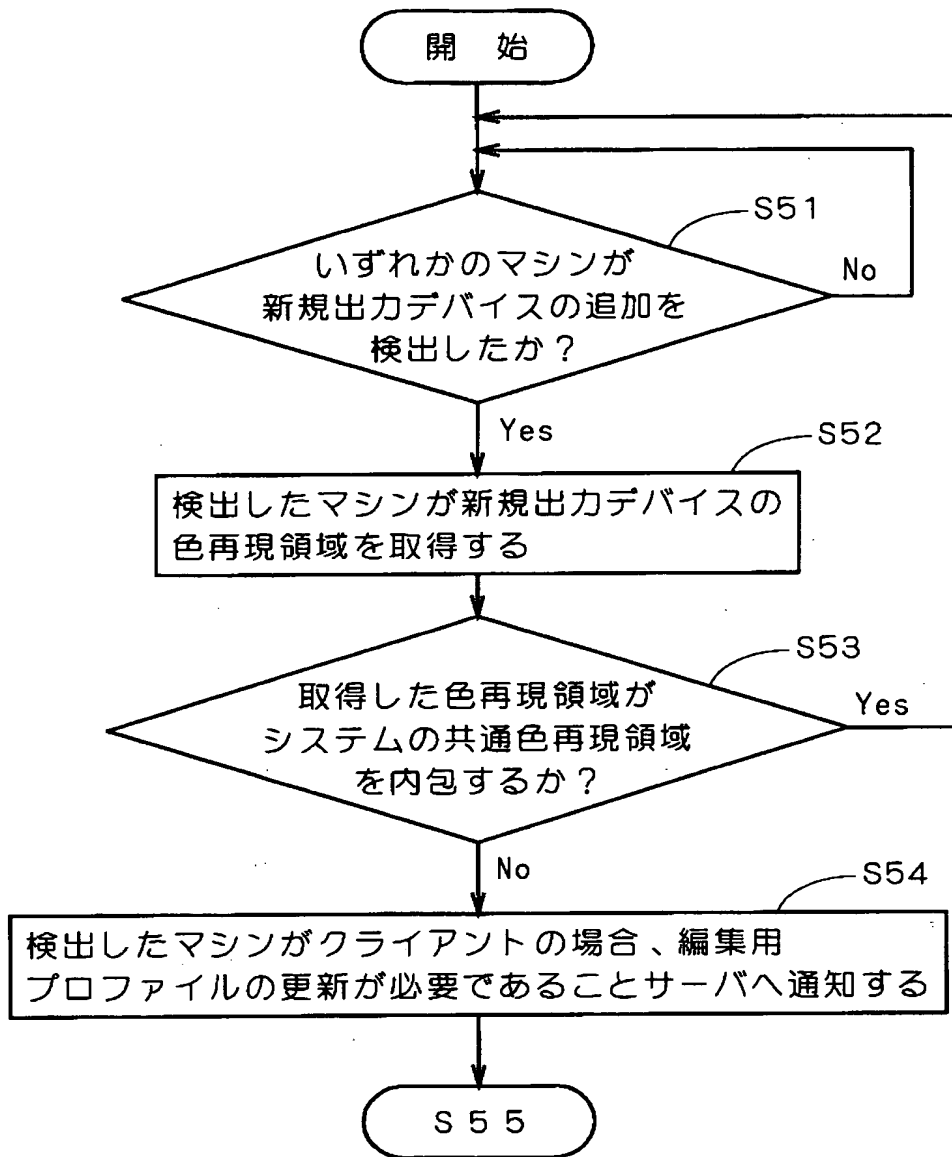 開 始
S51
いずれかのマシンが
新規出力デバイスの追加を
検出したか？
No
Yes
S52
検出したマシンが新規出力デバイスの
色再現領域を取得する
S53
取得した色再現領域が
システムの共通色再現領域
を内包するか？
Yes
No
S54
検出したマシンがクライアントの場合、編集用
プロファイルの更新が必要であることサーバへ通知する
S55